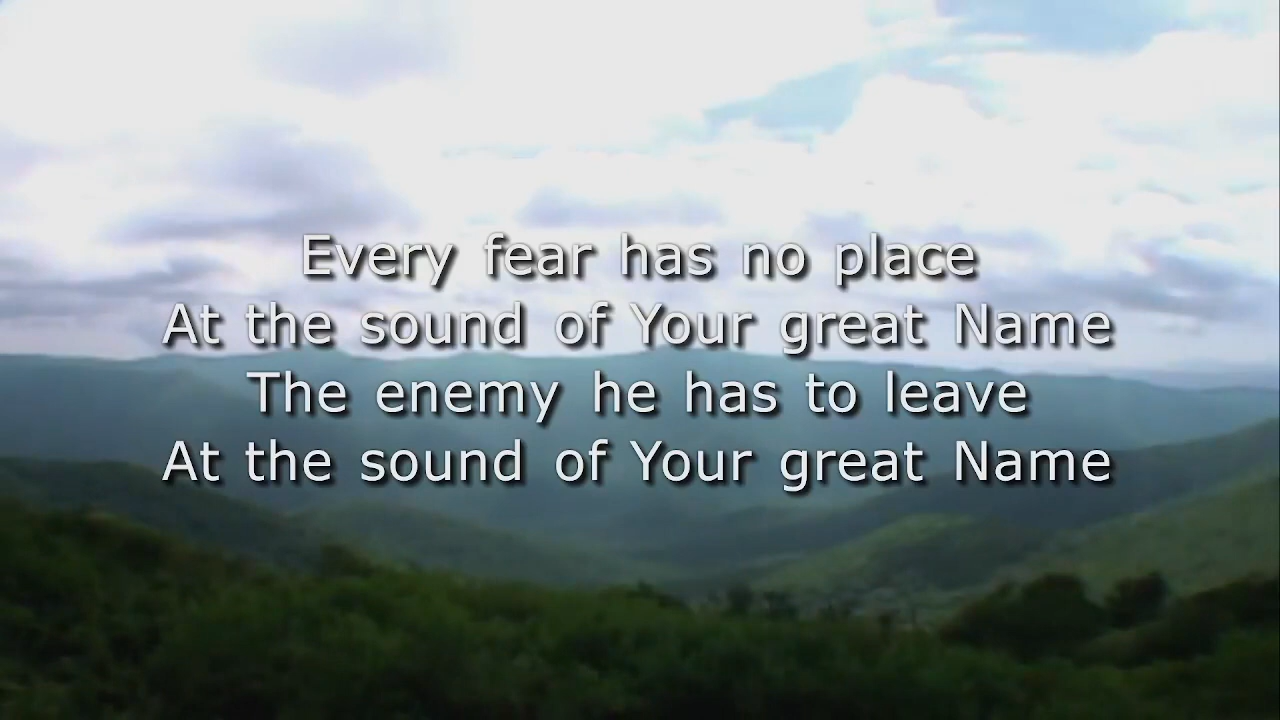 Every fear has no place
At the sound of Your great Name
The enemy he has to leave
At the sound of Your great Name